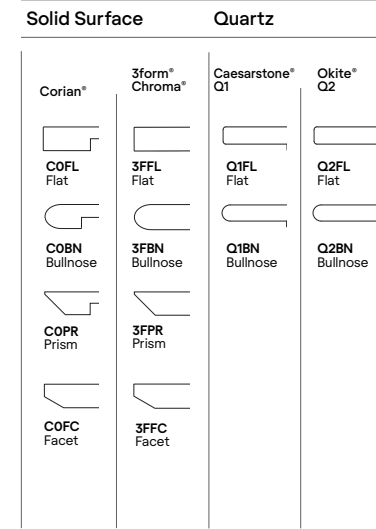 Solid Surface
Quartz
Corian®
3form®
Chroma®
Caesarstone®
Q1
Okite®
Q2
C0FL
Flat
3FFL
Flat
Q1FL
Flat
Q2FL
Flat
C0BN
Bullnose
3FBN
Bullnose
Q1BN
Bullnose
Q2BN
Bullnose
C0PR
Prism
3FPR
Prism
C0FC
Facet
3FFC
Facet